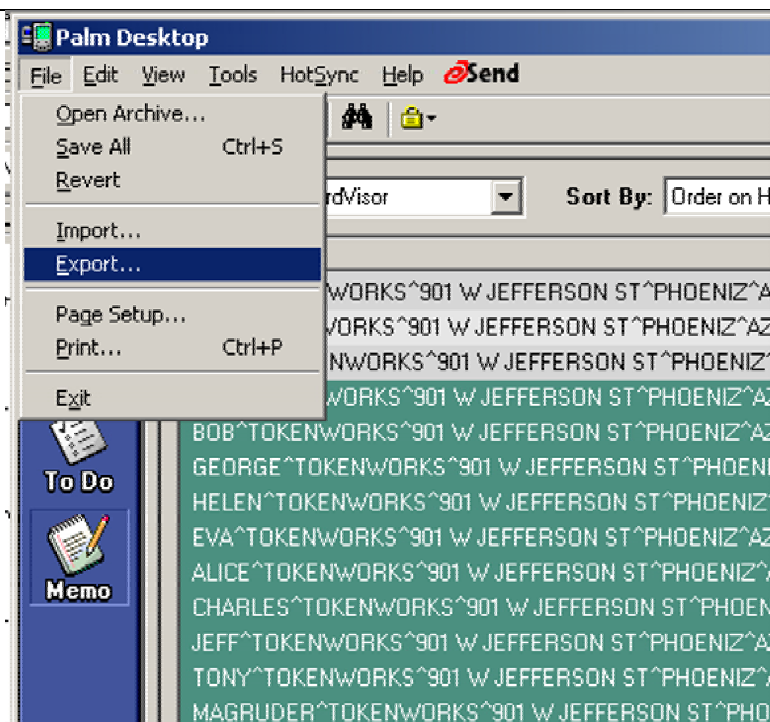 Palm Desktop
File Edit View Tools HotSync Help eSend
Open Archive...
Save All Ctrl+S
Revert
Import...
Export...
Page Setup...
Print... Ctrl+P
Exit
rdVisor Sort By: Order on H
WORKS^901 W JEFFERSON ST^PHOENIZ^AZ
WORKS^901 W JEFFERSON ST^PHOENIZ^AZ
NWORKS^901 W JEFFERSON ST^PHOENIZ^
WORKS^901 W JEFFERSON ST^PHOENIZ^AZ
BOB^TOKENWORKS^901 W JEFFERSON ST^PHOENIZ^AZ
GEORGE^TOKENWORKS^901 W JEFFERSON ST^PHOENI
HELEN^TOKENWORKS^901 W JEFFERSON ST^PHOENIZ^
EVA^TOKENWORKS^901 W JEFFERSON ST^PHOENIZ^AZ
ALICE^TOKENWORKS^901 W JEFFERSON ST^PHOENIZ^A
CHARLES^TOKENWORKS^901 W JEFFERSON ST^PHOEN
JEFF^TOKENWORKS^901 W JEFFERSON ST^PHOENIZ^A
TONY^TOKENWORKS^901 W JEFFERSON ST^PHOENIZ^A
MAGRUDER^TOKENWORKS^901 W JEFFERSON ST^PHO
To Do
Memo